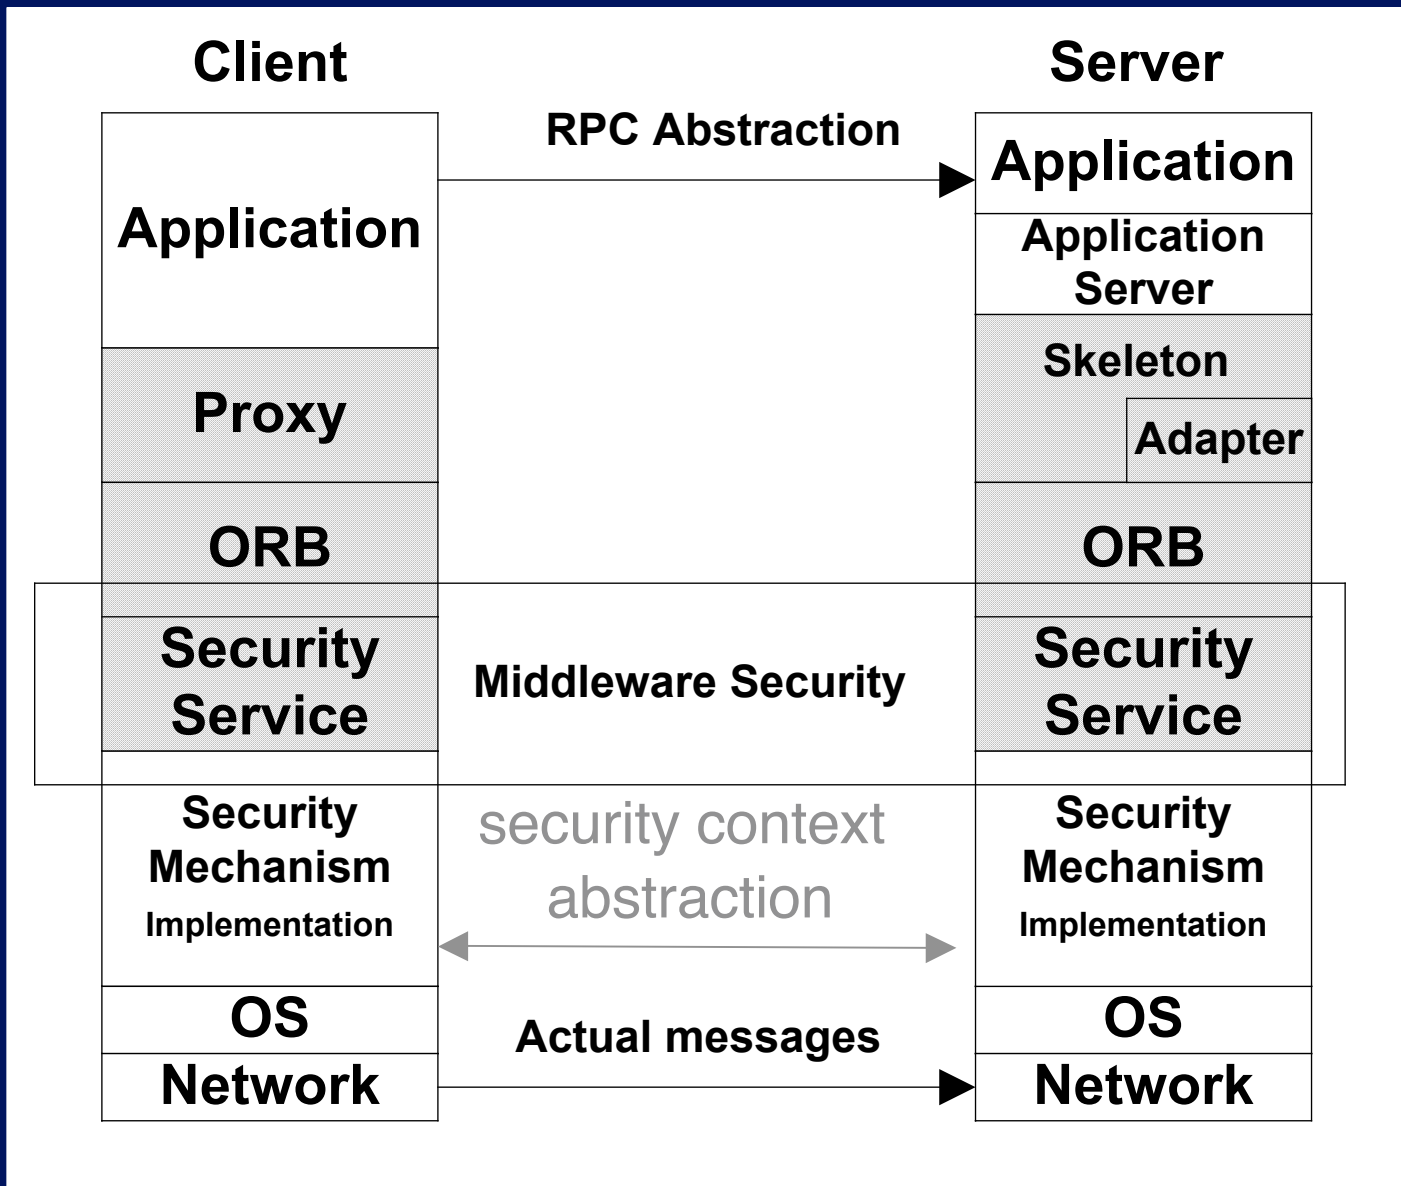 Client
Server
RPC Abstraction
Application
Application
Application
Server
Skeleton
Proxy
Adapter
ORB
ORB
Security
Service
Middleware Security
Security
Service
Security
Mechanism
Implementation
security context
abstraction
Security
Mechanism
Implementation
OS
Actual messages
OS
Network
Network